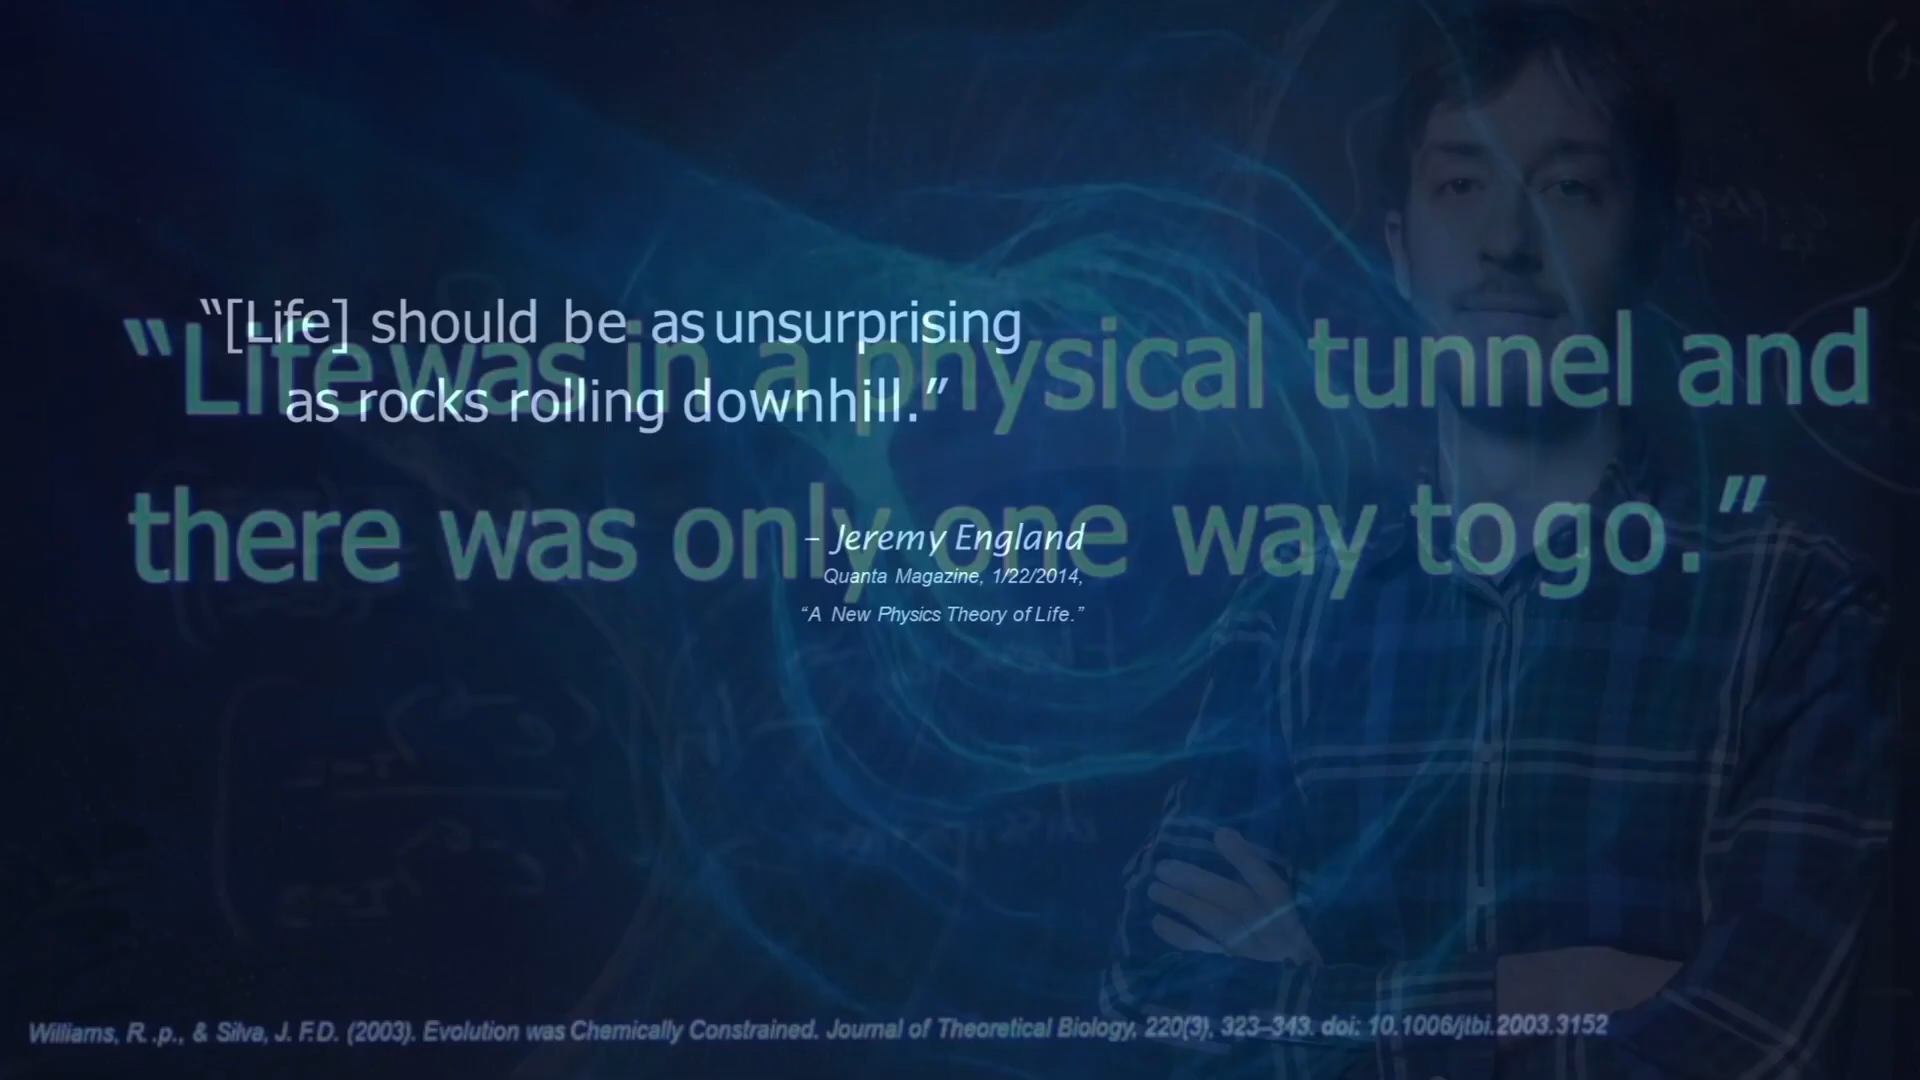 “[Life] should be as unsurprising
as rocks rolling downhill.”
– Jeremy England
Quanta Magazine, 1/22/2014,
“A New Physics Theory of Life.”
“Life was in a physical tunnel and
there was only one way to go.”
Williams, R..p., & Silva, J. F.D. (2003). Evolution was Chemically Constrained. Journal of Theoretical Biology, 220(3), 323–343. doi: 10.1006/jtbi.2003.3152